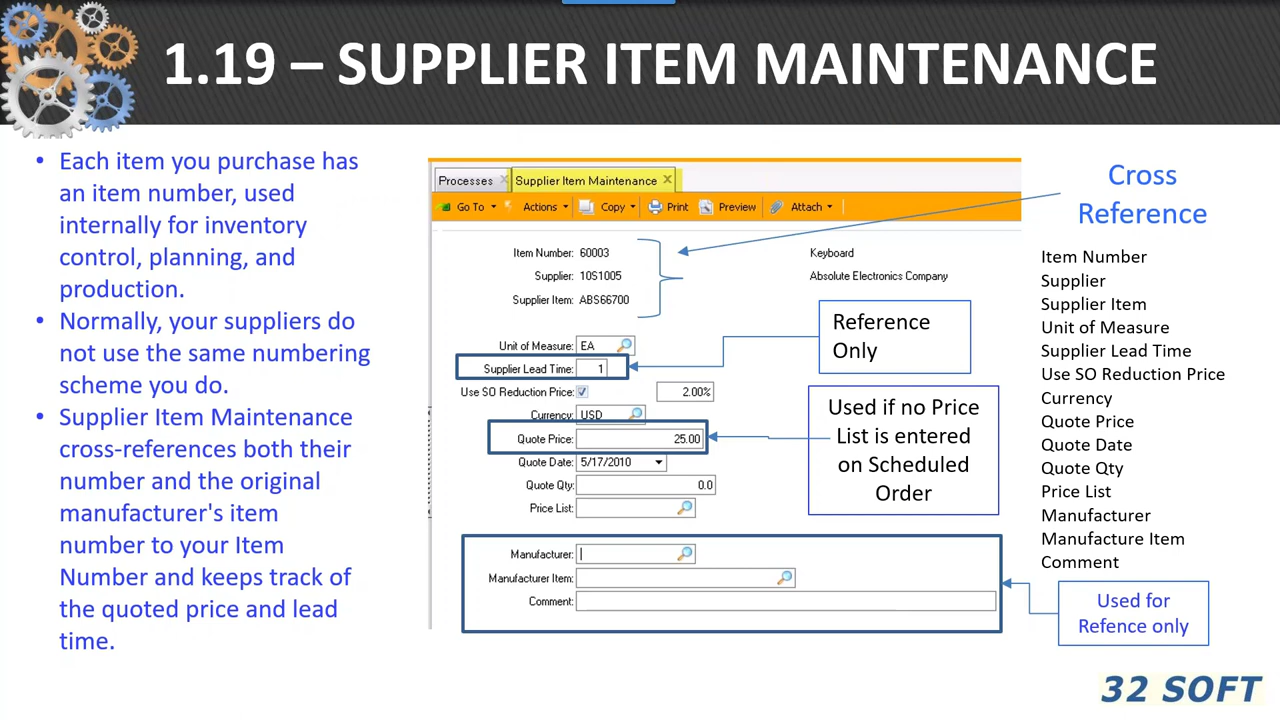 1.19 – SUPPLIER ITEM MAINTENANCE
• Each item you purchase has
an item number, used
internally for inventory
control, planning, and
production.
• Normally, your suppliers do
not use the same numbering
scheme you do.
• Supplier Item Maintenance
cross-references both their
number and the original
manufacturer's item
number to your Item
Number and keeps track of
the quoted price and lead
time.
Processes Supplier Item Maintenance
Go To Actions Copy Print Preview Attach
Item Number: 60003 Keyboard
Supplier: 10S1005 Absolute Electronics Company
Supplier Item: ABS66700
Unit of Measure: EA
Supplier Lead Time: 1
Use SO Reduction Price: 2.00%
Currency: USD
Quote Price: 25.00
Quote Date: 5/17/2010
Quote Qty: 0.0
Price List:
Manufacturer:
Manufacturer Item:
Comment:
Reference
Only
Used if no Price
List is entered
on Scheduled
Order
Cross
Reference
Item Number
Supplier
Supplier Item
Unit of Measure
Supplier Lead Time
Use SO Reduction Price
Currency
Quote Price
Quote Date
Quote Qty
Price List
Manufacturer
Manufacture Item
Comment
Used for
Refence only
32 SOFT